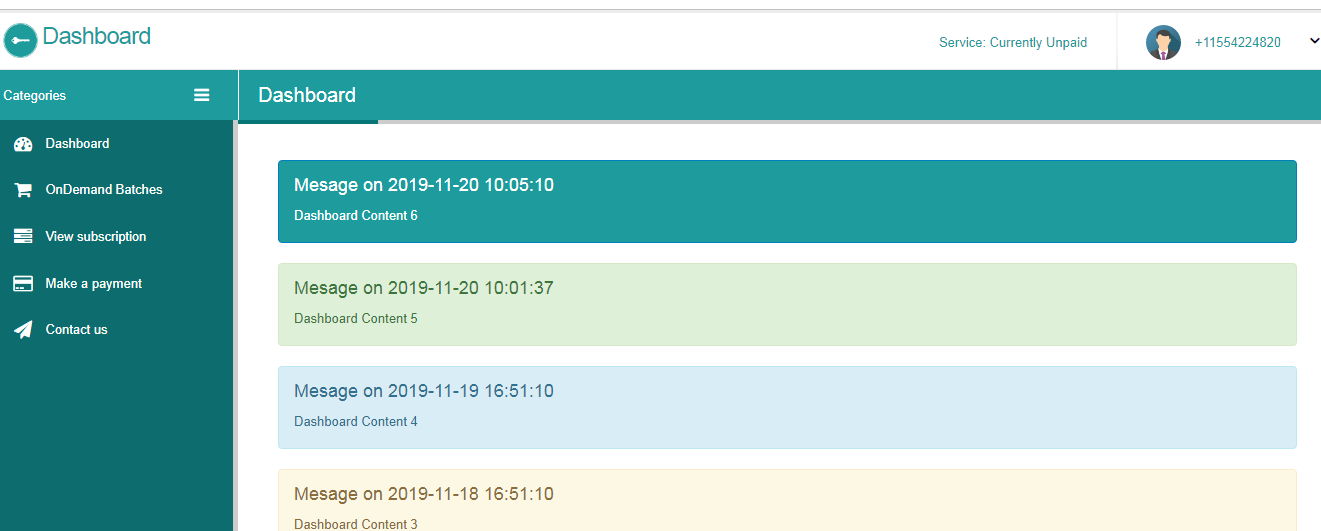 Dashboard
Service: Currently Unpaid
+11554224820
Categories
Dashboard
Dashboard
OnDemand Batches
View subscription
Make a payment
Contact us
Mesage on 2019-11-20 10:05:10
Dashboard Content 6
Mesage on 2019-11-20 10:01:37
Dashboard Content 5
Mesage on 2019-11-19 16:51:10
Dashboard Content 4
Mesage on 2019-11-18 16:51:10
Dashboard Content 3